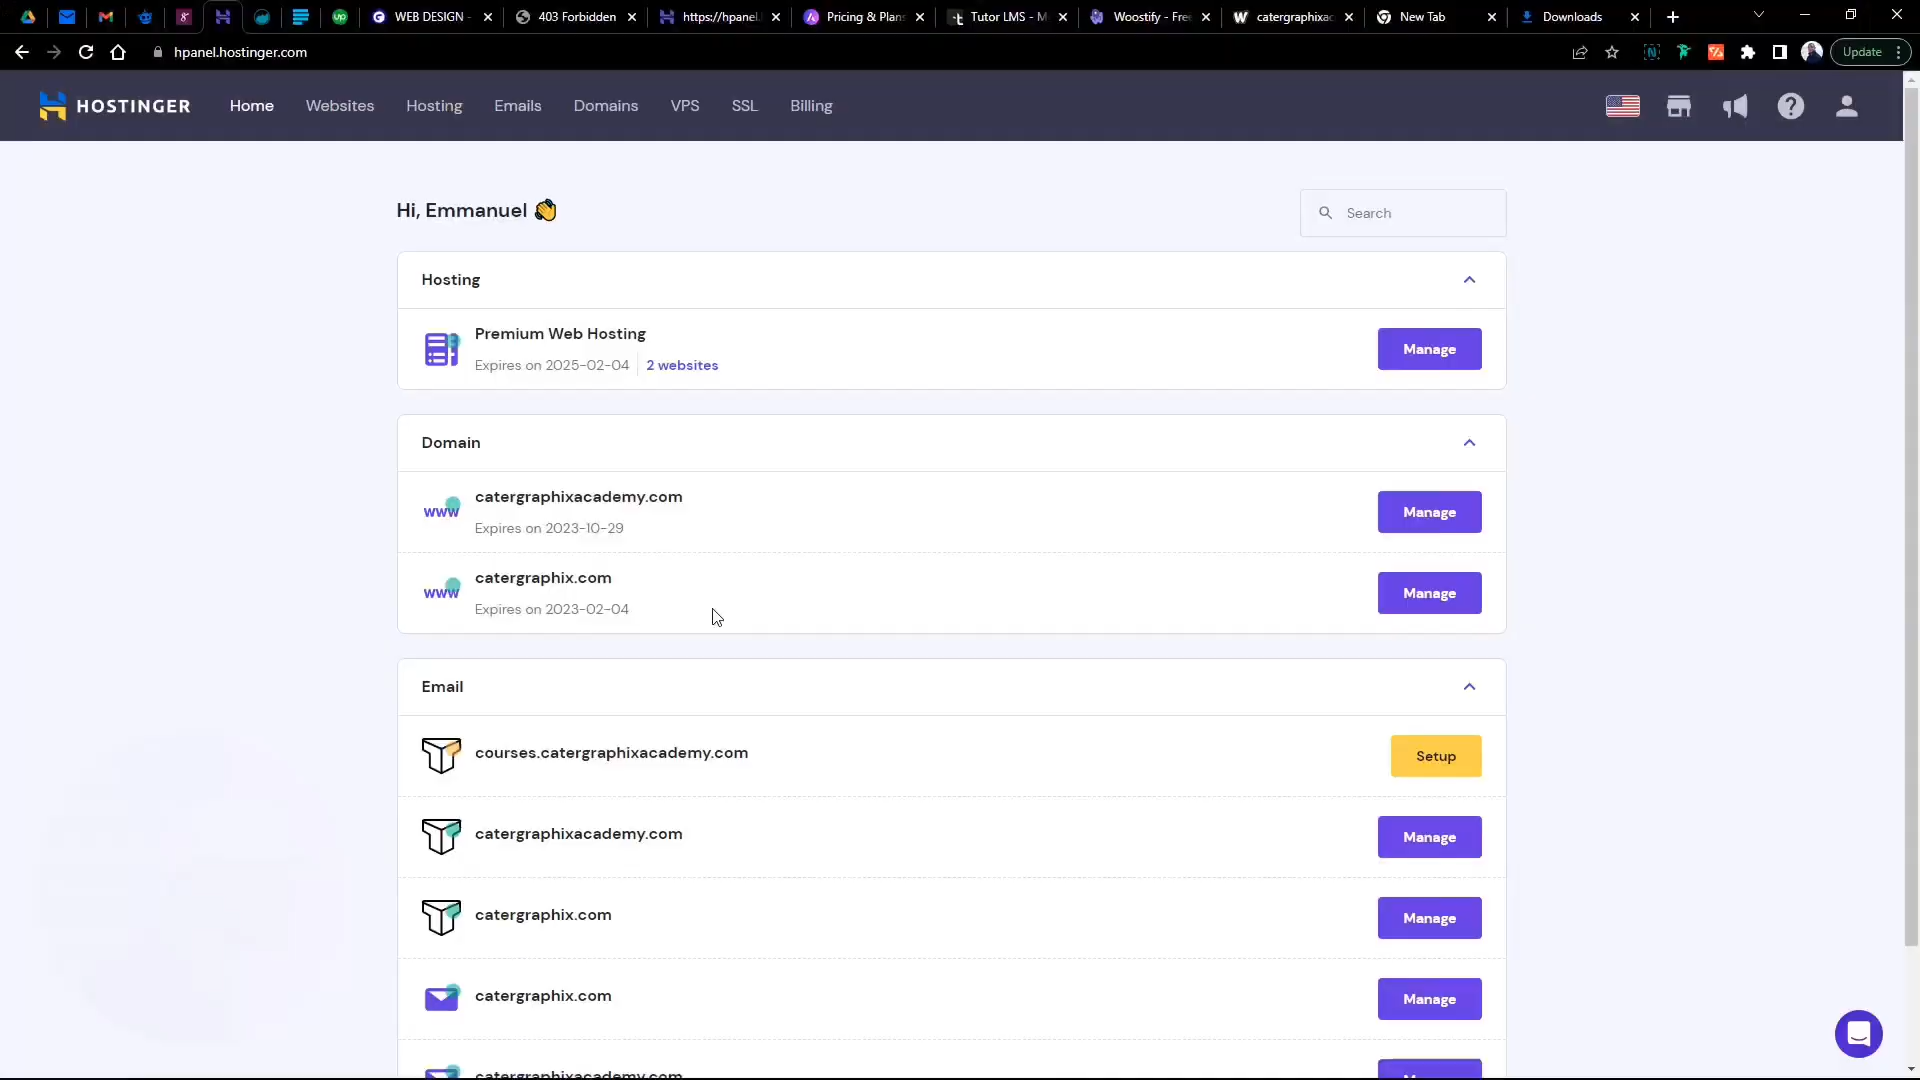 WEB DESIGN -
403 Forbidden
https://hpanel.
Pricing & Plans
Tutor LMS - M
Woostify - Free
catergraphixac
New Tab
Downloads
hpanel.hostinger.com
Update
HOSTINGER
Home
Websites
Hosting
Emails
Domains
VPS
SSL
Billing
Hi, Emmanuel
Search
Hosting
Premium Web Hosting
Expires on 2025-02-04
2 websites
Manage
Domain
catergraphixacademy.com
Expires on 2023-10-29
Manage
catergraphix.com
Expires on 2023-02-04
Manage
Email
courses.catergraphixacademy.com
Setup
catergraphixacademy.com
Manage
catergraphix.com
Manage
catergraphix.com
Manage
catergraphixacademy.com
Manage